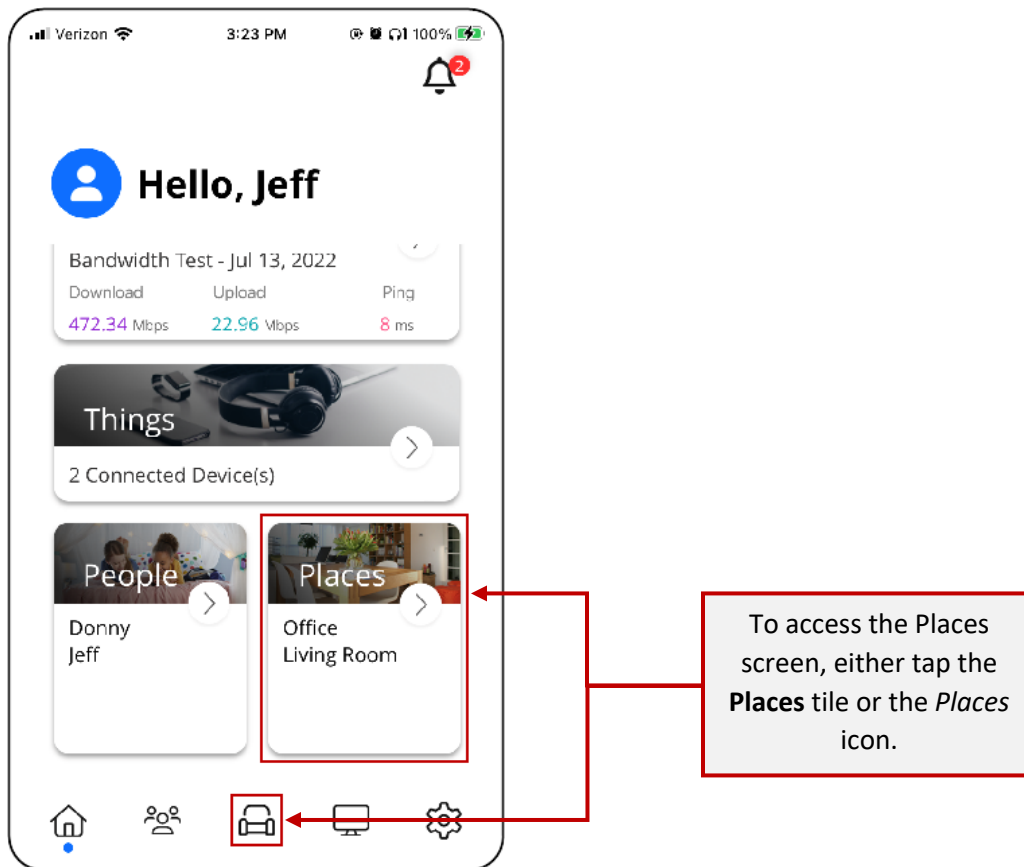 Verizon 3:23 PM 100%
2
Hello, Jeff
Bandwidth Test - Jul 13, 2022
Download Upload Ping
472.34 Mbps 22.96 Mbps 8 ms
Things
2 Connected Device(s)
People Places
Donny Office
Jeff Living Room
To access the Places
screen, either tap the
Places tile or the Places
icon.